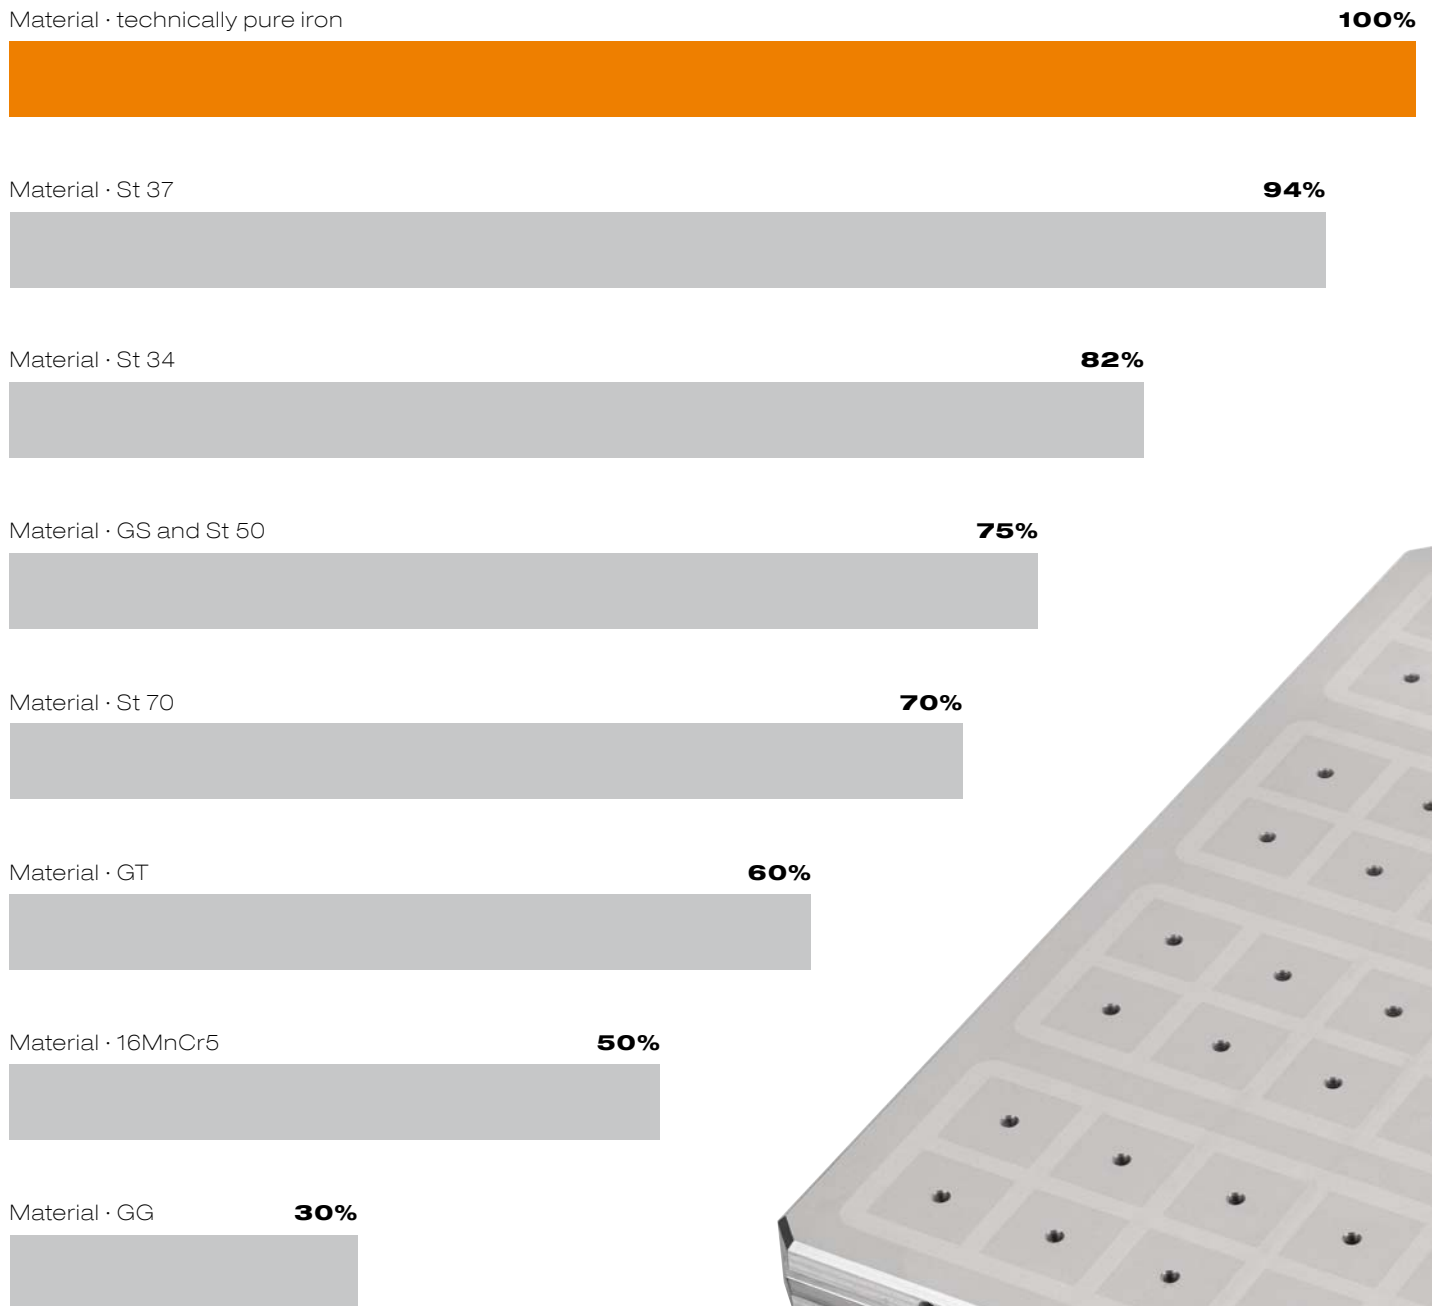 Material · technically pure iron 100%
Material · St 37 94%
Material · St 34 82%
Material · GS and St 50 75%
Material · St 70 70%
Material · GT 60%
Material · 16MnCr5 50%
Material · GG 30%